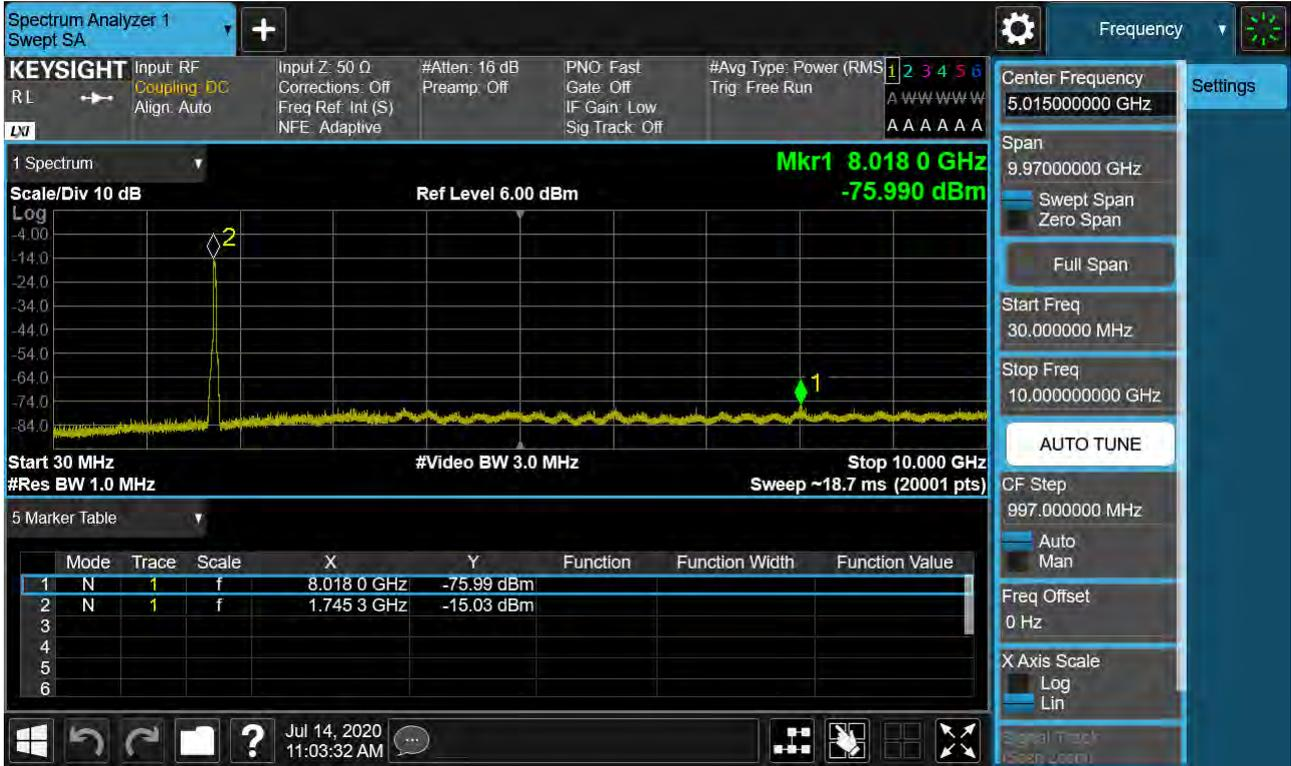 Spectrum Analyzer 1
Swept SA
Frequency
KEYSIGHT
RL
LXI
Input: RF
Coupling: DC
Align: Auto
Input Z: 50 Ω
Corrections: Off
Freq Ref: Int (S)
NFE: Adaptive
#Atten: 16 dB
Preamp: Off
PNO: Fast
Gate: Off
IF Gain: Low
Sig Track: Off
#Avg Type: Power (RMS
Trig: Free Run
1 2 3 4 5 6
A W W W W W
A A A A A A
1 Spectrum
Mkr1 8.018 0 GHz
Scale/Div 10 dB
Ref Level 6.00 dBm
-75.990 dBm
Log
-4.00
-14.0
-24.0
-34.0
-44.0
-54.0
-64.0
-74.0
-84.0
2
1
Start 30 MHz
#Video BW 3.0 MHz
Stop 10.000 GHz
#Res BW 1.0 MHz
Sweep ~18.7 ms (20001 pts)
5 Marker Table
Mode Trace Scale X Y Function Function Width Function Value
1 N 1 f 8.018 0 GHz -75.99 dBm
2 N 1 f 1.745 3 GHz -15.03 dBm
3
4
5
6
Jul 14, 2020
11:03:32 AM
Center Frequency
5.015000000 GHz
Settings
Span
9.97000000 GHz
Swept Span
Zero Span
Full Span
Start Freq
30.000000 MHz
Stop Freq
10.000000000 GHz
AUTO TUNE
CF Step
997.000000 MHz
Auto
Man
Freq Offset
0 Hz
X Axis Scale
Log
Lin
Signal Track
(Span Zoom)